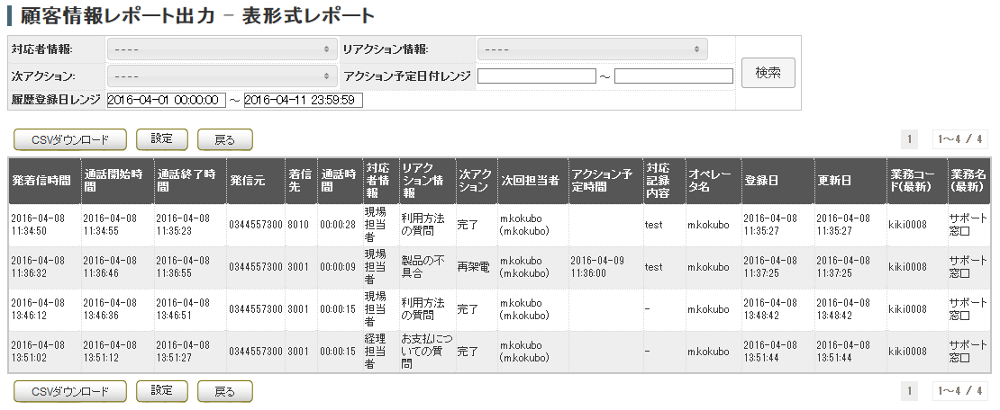 顧客情報レポート出力 - 表形式レポート
対応者情報: ---- リアクション情報: ----
次アクション: ---- アクション予定日付レンジ ～ 検索
履歴登録日レンジ 2016-04-01 00:00:00 ～ 2016-04-11 23:59:59
CSVダウンロード 設定 戻る 1 1～4 / 4
発着信時間 通話開始時間 通話終了時間 発信元 着信先 通話時間 対応者情報 リアクション情報 次アクション 次回担当者 アクション予定時間 対応記録内容 オペレータ名 登録日 更新日 業務コード(最新) 業務名(最新)
2016-04-08 11:34:50 2016-04-08 11:34:55 2016-04-08 11:35:23 0344557300 8010 00:00:28 現場担当者 利用方法の質問 完了 m.kokubo (m.kokubo) test m.kokubo 2016-04-08 11:35:27 2016-04-08 11:35:27 kiki0008 サポート窓口
2016-04-08 11:36:32 2016-04-08 11:36:46 2016-04-08 11:36:55 0344557300 3001 00:00:09 現場担当者 製品の不具合 再架電 m.kokubo (m.kokubo) 2016-04-09 11:36:00 test m.kokubo 2016-04-08 11:37:25 2016-04-08 11:37:25 kiki0008 サポート窓口
2016-04-08 13:46:12 2016-04-08 13:46:36 2016-04-08 13:46:51 0344557300 3001 00:00:15 現場担当者 利用方法の質問 完了 m.kokubo (m.kokubo) - m.kokubo 2016-04-08 13:48:42 2016-04-08 13:48:42 kiki0008 サポート窓口
2016-04-08 13:51:02 2016-04-08 13:51:12 2016-04-08 13:51:27 0344557300 3001 00:00:15 経理担当者 お支払についての質問 完了 m.kokubo (m.kokubo) - m.kokubo 2016-04-08 13:51:44 2016-04-08 13:51:44 kiki0008 サポート窓口
CSVダウンロード 設定 戻る 1 1～4 / 4